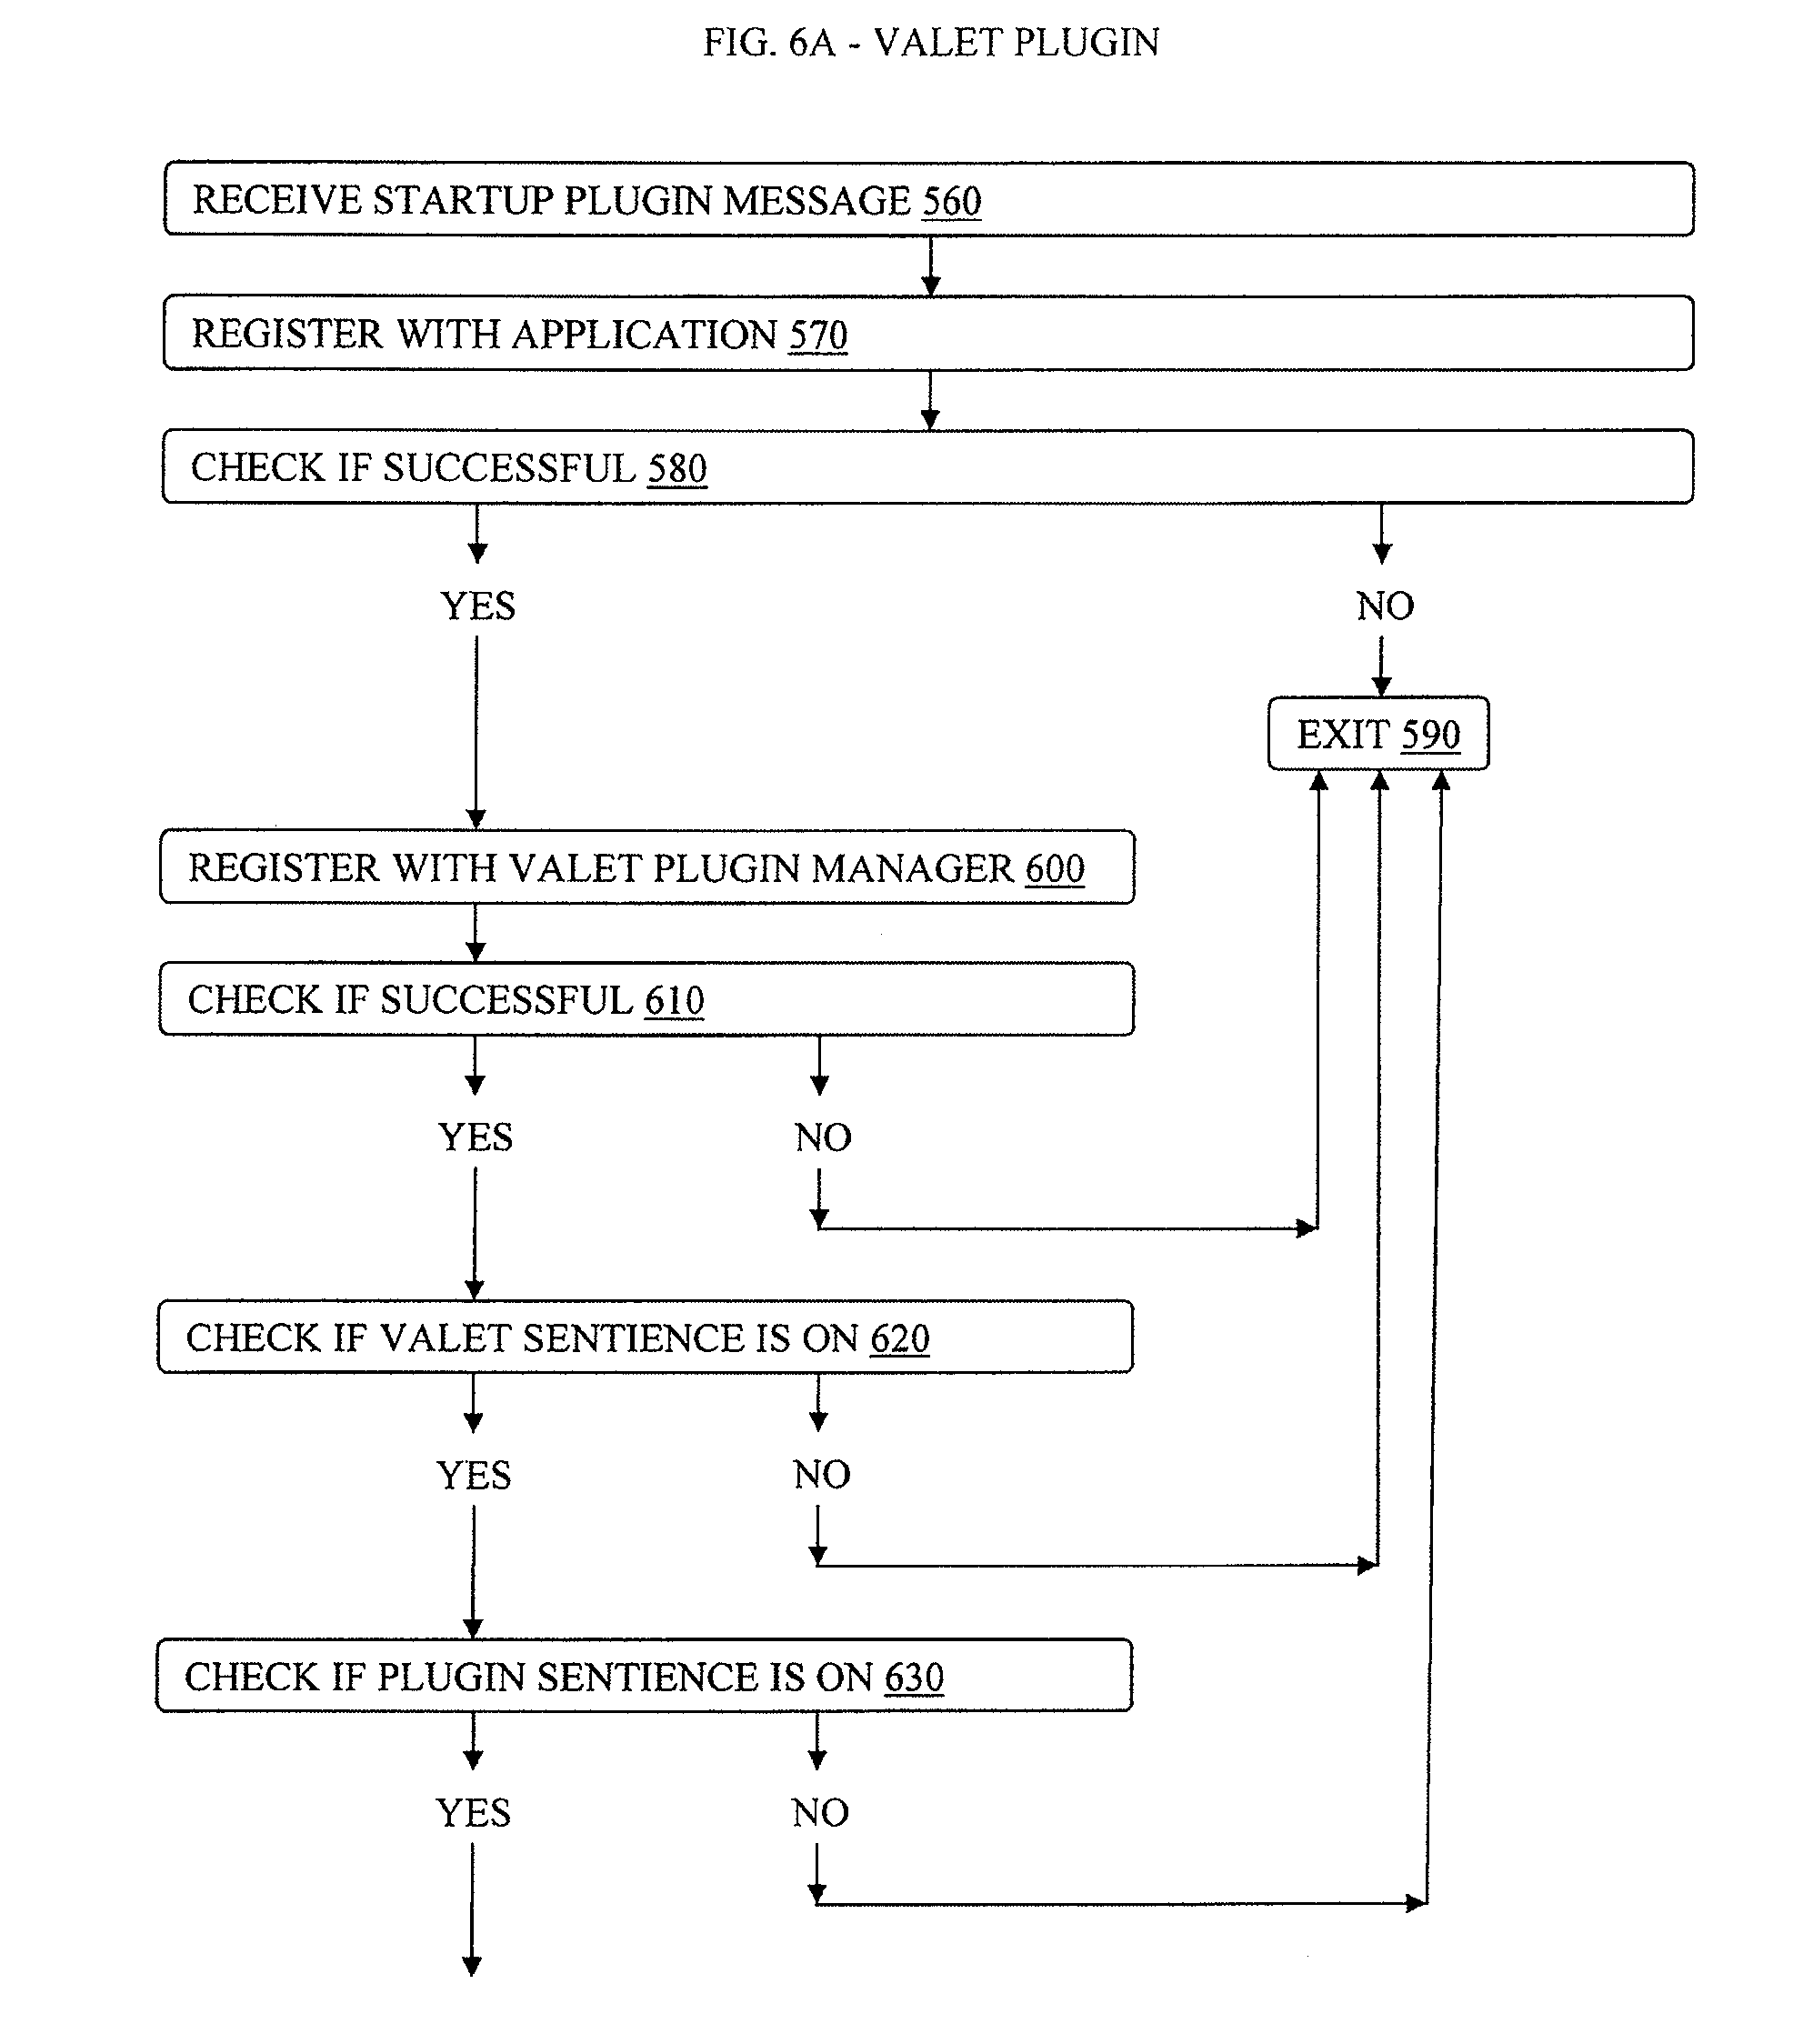 FIG. 6A - VALET PLUGIN
RECEIVE STARTUP PLUGIN MESSAGE 560
REGISTER WITH APPLICATION 570
CHECK IF SUCCESSFUL 580
YES
NO
EXIT 590
REGISTER WITH VALET PLUGIN MANAGER 600
CHECK IF SUCCESSFUL 610
YES
NO
CHECK IF VALET SENTIENCE IS ON 620
YES
NO
CHECK IF PLUGIN SENTIENCE IS ON 630
YES
NO